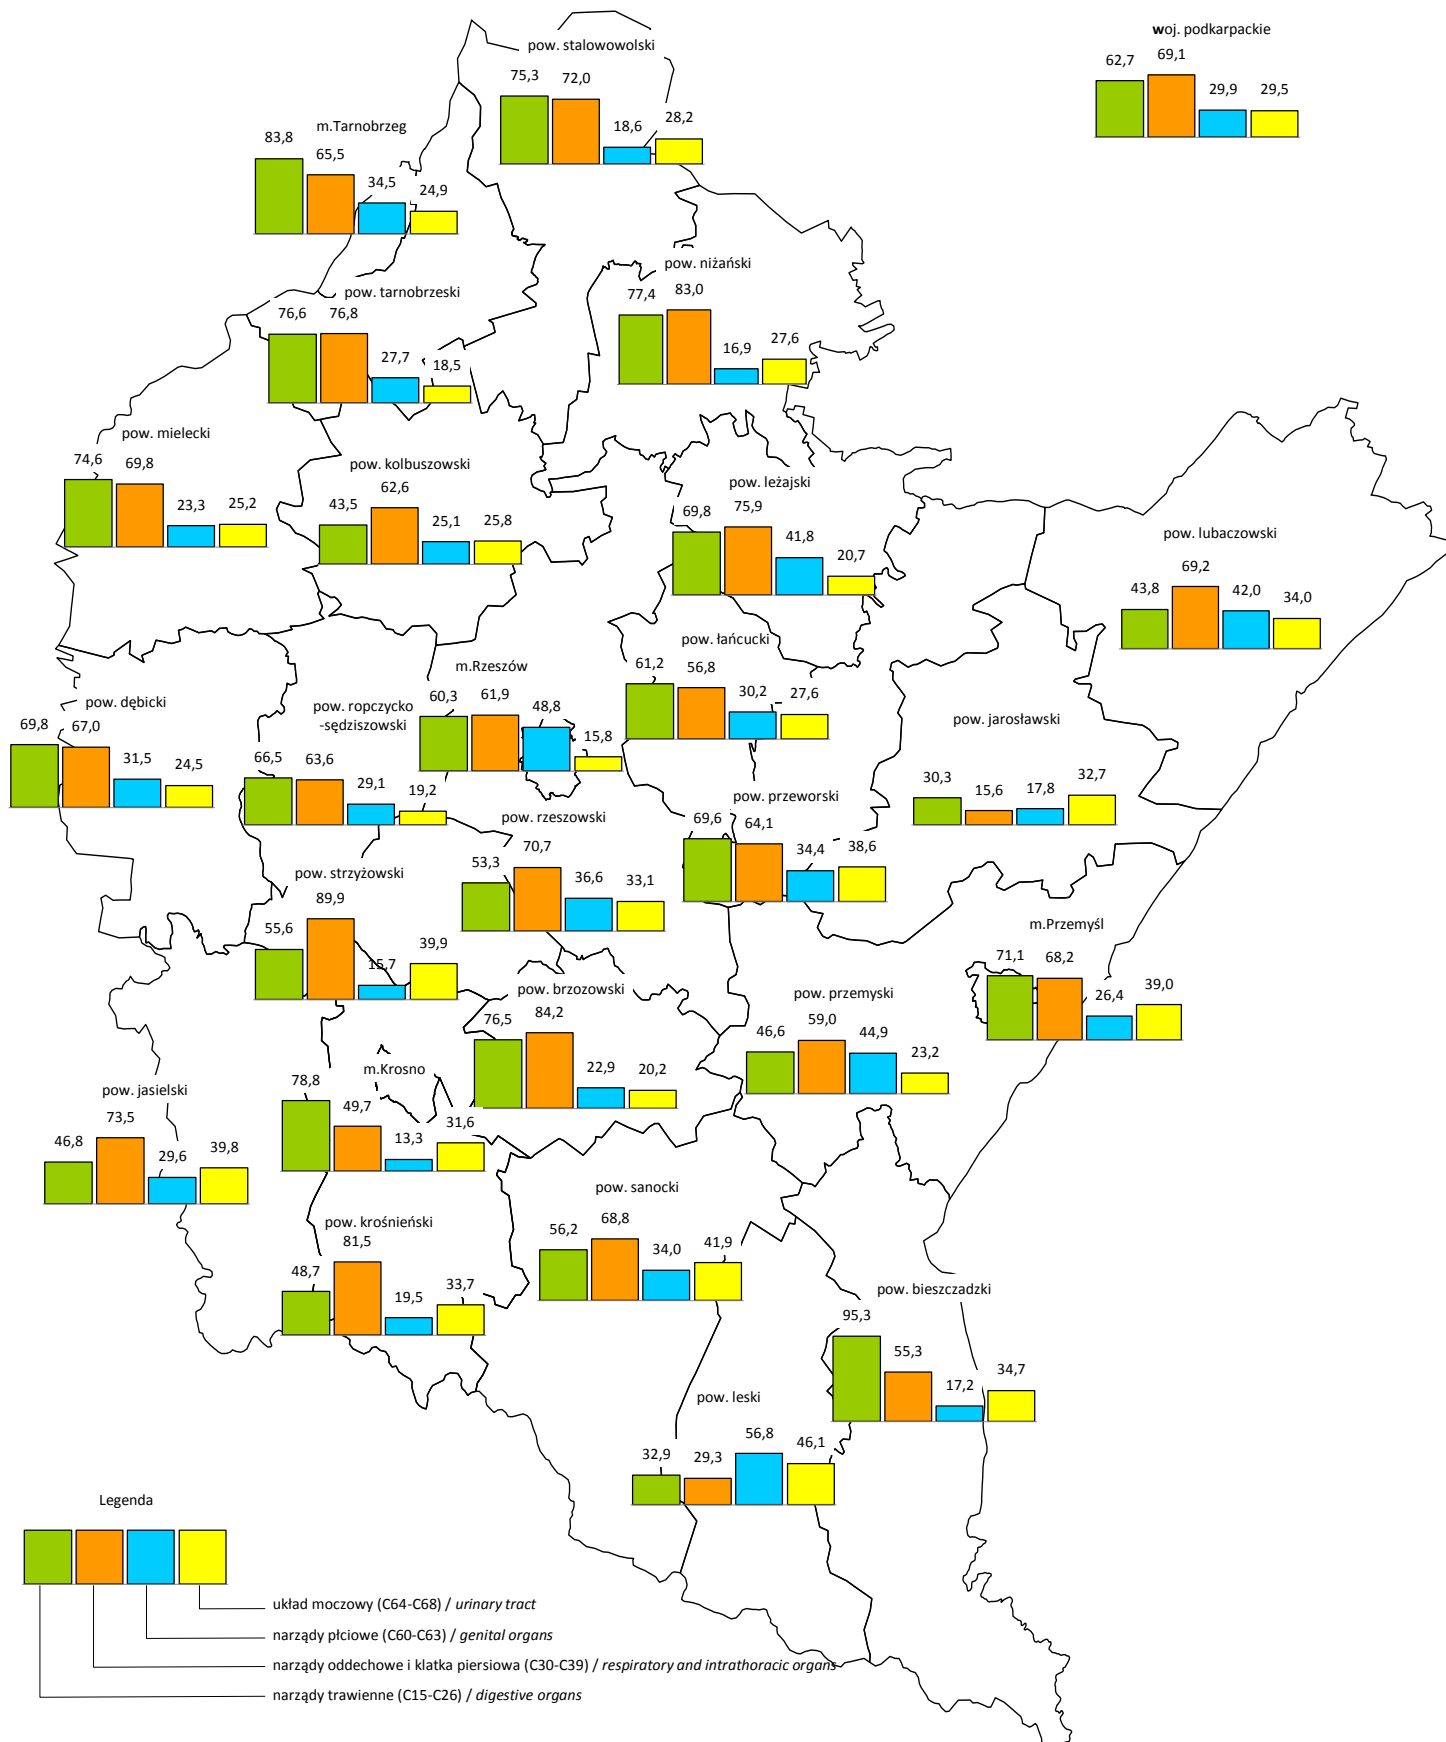 pow. stalowowolski
75,3 72,0 18,6 28,2
woj. podkarpackie
62,7 69,1 29,9 29,5
m.Tarnobrzeg
83,8 65,5 34,5 24,9
pow. niżański
77,4 83,0 16,9 27,6
pow. tarnobrzeski
76,6 76,8 27,7 18,5
pow. mielecki
74,6 69,8 23,3 25,2
pow. kolbuszowski
43,5 62,6 25,1 25,8
pow. leżajski
69,8 75,9 41,8 20,7
pow. lubaczowski
43,8 69,2 42,0 34,0
pow. łańcucki
61,2 56,8 30,2 27,6
m.Rzeszów
60,3 61,9 48,8 15,8
pow. dębicki
69,8 67,0 31,5 24,5
pow. ropczycko
-sędziszowski
66,5 63,6 29,1 19,2
pow. jarosławski
30,3 15,6 17,8 32,7
pow. przeworski
69,6 64,1 34,4 38,6
pow. rzeszowski
53,3 70,7 36,6 33,1
pow. strzyżowski
55,6 89,9 15,7 39,9
m.Przemyśl
71,1 68,2 26,4 39,0
pow. brzozowski
76,5 84,2 22,9 20,2
pow. przemyski
46,6 59,0 44,9 23,2
m.Krosno
78,8 49,7 13,3 31,6
pow. jasielski
46,8 73,5 29,6 39,8
pow. sanocki
56,2 68,8 34,0 41,9
pow. krośnieński
48,7 81,5 19,5 33,7
pow. bieszczadzki
95,3 55,3 17,2 34,7
pow. leski
32,9 29,3 56,8 46,1
Legenda
układ moczowy (C64-C68) / urinary tract
narządy płciowe (C60-C63) / genital organs
narządy oddechowe i klatka piersiowa (C30-C39) / respiratory and intrathoracic organs
narządy trawienne (C15-C26) / digestive organs